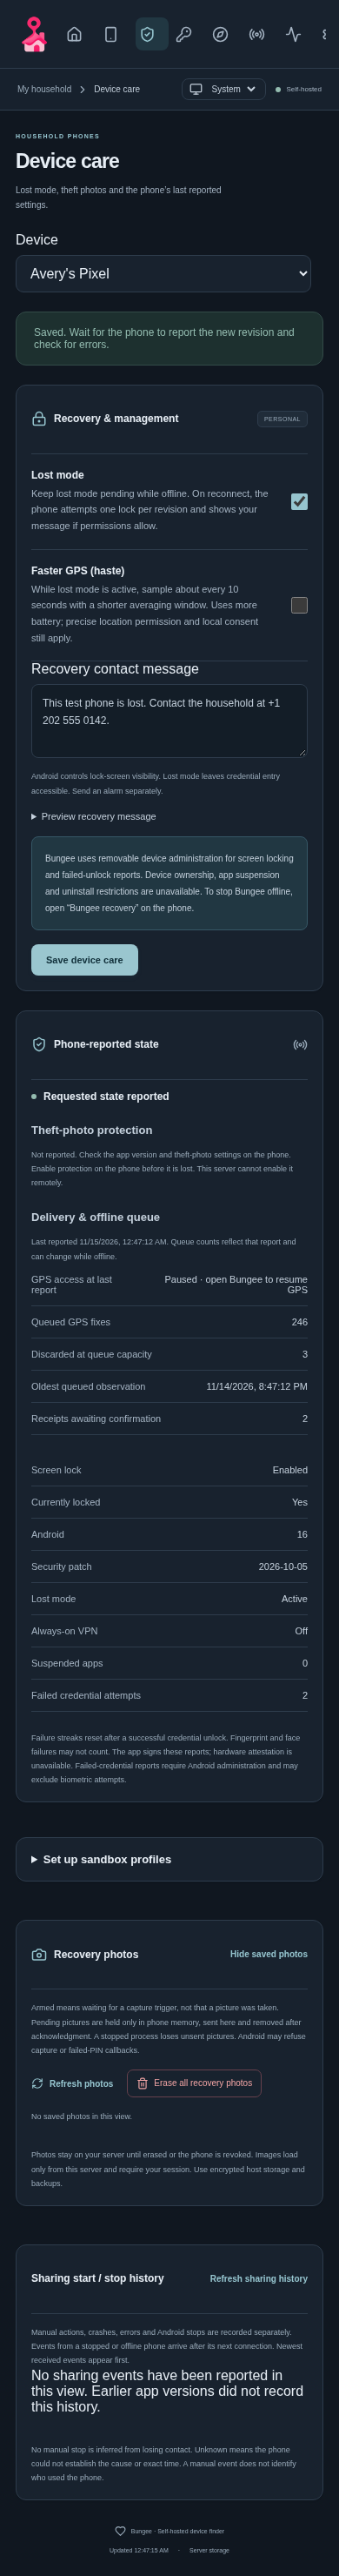 My household
Device care
System
Self-hosted
HOUSEHOLD PHONES
Device care
Lost mode, theft photos and the phone's last reported
settings.
Device
Avery's Pixel
Saved. Wait for the phone to report the new revision and
check for errors.
Recovery & management
PERSONAL
Lost mode
Keep lost mode pending while offline. On reconnect, the
phone attempts one lock per revision and shows your
message if permissions allow.
Faster GPS (haste)
While lost mode is active, sample about every 10
seconds with a shorter averaging window. Uses more
battery; precise location permission and local consent
still apply.
Recovery contact message
This test phone is lost. Contact the household at +1
202 555 0142.
Android controls lock-screen visibility. Lost mode leaves credential entry
accessible. Send an alarm separately.
Preview recovery message
Bungee uses removable device administration for screen locking
and failed-unlock reports. Device ownership, app suspension
and uninstall restrictions are unavailable. To stop Bungee offline,
open "Bungee recovery" on the phone.
Save device care
Phone-reported state
Requested state reported
Theft-photo protection
Not reported. Check the app version and theft-photo settings on the phone.
Enable protection on the phone before it is lost. This server cannot enable it
remotely.
Delivery & offline queue
Last reported 11/15/2026, 12:47:12 AM. Queue counts reflect that report and
can change while offline.
GPS access at last
report
Paused · open Bungee to resume
GPS
Queued GPS fixes 246
Discarded at queue capacity 3
Oldest queued observation 11/14/2026, 8:47:12 PM
Receipts awaiting confirmation 2
Screen lock Enabled
Currently locked Yes
Android 16
Security patch 2026-10-05
Lost mode Active
Always-on VPN Off
Suspended apps 0
Failed credential attempts 2
Failure streaks reset after a successful credential unlock. Fingerprint and face
failures may not count. The app signs these reports; hardware attestation is
unavailable. Failed-credential reports require Android administration and may
exclude biometric attempts.
Set up sandbox profiles
Recovery photos
Hide saved photos
Armed means waiting for a capture trigger, not that a picture was taken.
Pending pictures are held only in phone memory, sent here and removed after
acknowledgment. A stopped process loses unsent pictures. Android may refuse
capture or failed-PIN callbacks.
Refresh photos
Erase all recovery photos
No saved photos in this view.
Photos stay on your server until erased or the phone is revoked. Images load
only from this server and require your session. Use encrypted host storage and
backups.
Sharing start / stop history
Refresh sharing history
Manual actions, crashes, errors and Android stops are recorded separately.
Events from a stopped or offline phone arrive after its next connection. Newest
received events appear first.
No sharing events have been reported in
this view. Earlier app versions did not record
this history.
No manual stop is inferred from losing contact. Unknown means the phone
could not establish the cause or exact time. A manual event does not identify
who used the phone.
Bungee · Self-hosted device finder
Updated 12:47:15 AM · Server storage